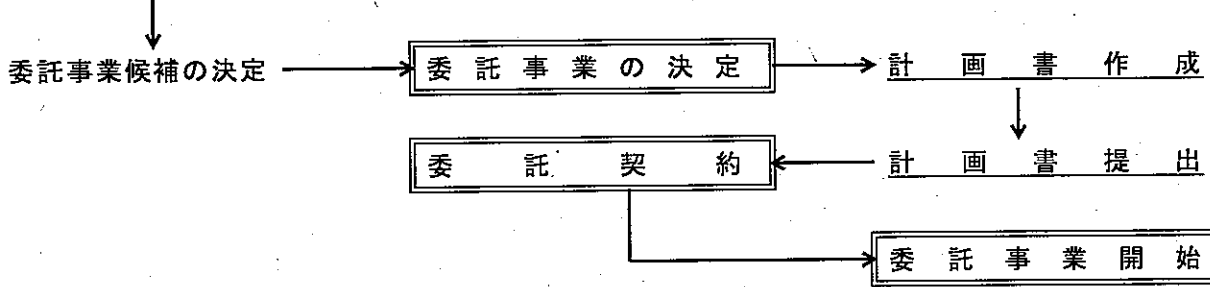 委託事業候補の決定
委託事業の決定
計画書作成
委託契約
計画書提出
委託事業開始